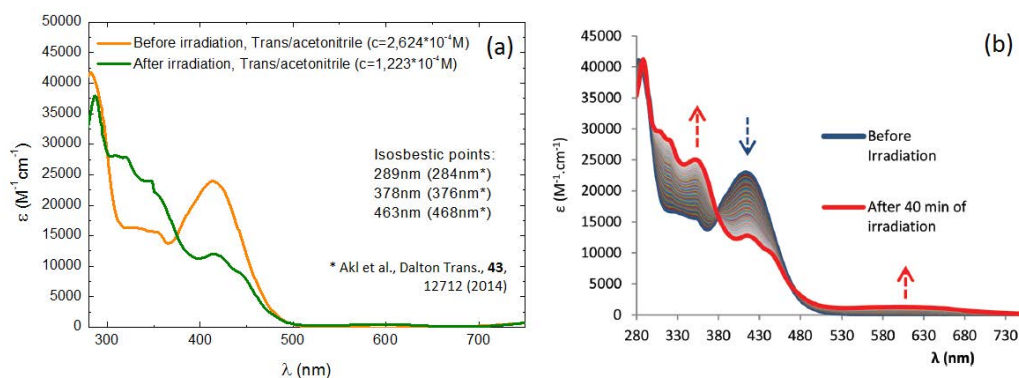 50000
45000
40000
35000
30000
25000
20000
15000
10000
5000
0
ε (M⁻¹ cm⁻¹)
Before irradiation, Trans/acetonitrile (c=2,624*10⁻⁴M)
After irradiation, Trans/acetonitrile (c=1,223*10⁻⁴M)
(a)
Isosbestic points:
289nm (284nm*)
378nm (376nm*)
463nm (468nm*)
* Akl et al., Dalton Trans., 43,
12712 (2014)
300 400 500 600 700
λ (nm)
(b)
45000
40000
35000
30000
25000
20000
15000
10000
5000
0
ε (M⁻¹.cm⁻¹)
Before
Irradiation
After 40 min of
irradiation
280 330 380 430 480 530 580 630 680 730
λ (nm)